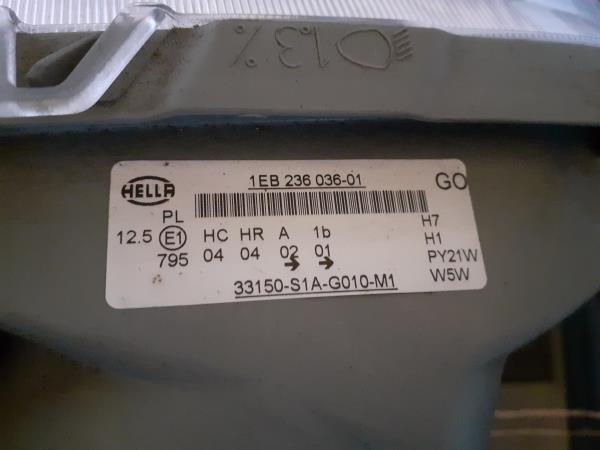 1.3%
HELLA
1EB 236 036-01
GO
PL
12.5 E1 HC HR A 1b
795 04 04 02 01
H7
H1
PY21W
W5W
33150-S1A-G010-M1